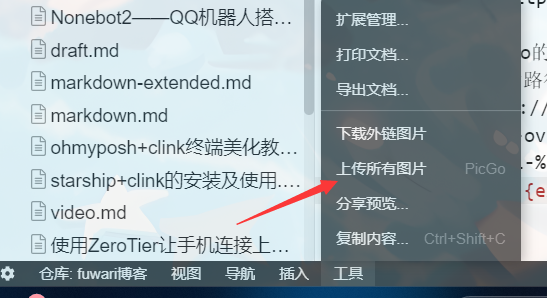 Nonebot2——QQ机器人搭...
draft.md
markdown-extended.md
markdown.md
ohmyposh+clink终端美化教...
starship+clink的安装及使用....
video.md
使用ZeroTier让手机连接上...
扩展管理...
打印文档...
导出文档...
下载外链图片
上传所有图片 PicGo
分享预览...
复制内容... Ctrl+Shift+C
仓库: fuwari博客 视图 导航 插入 工具